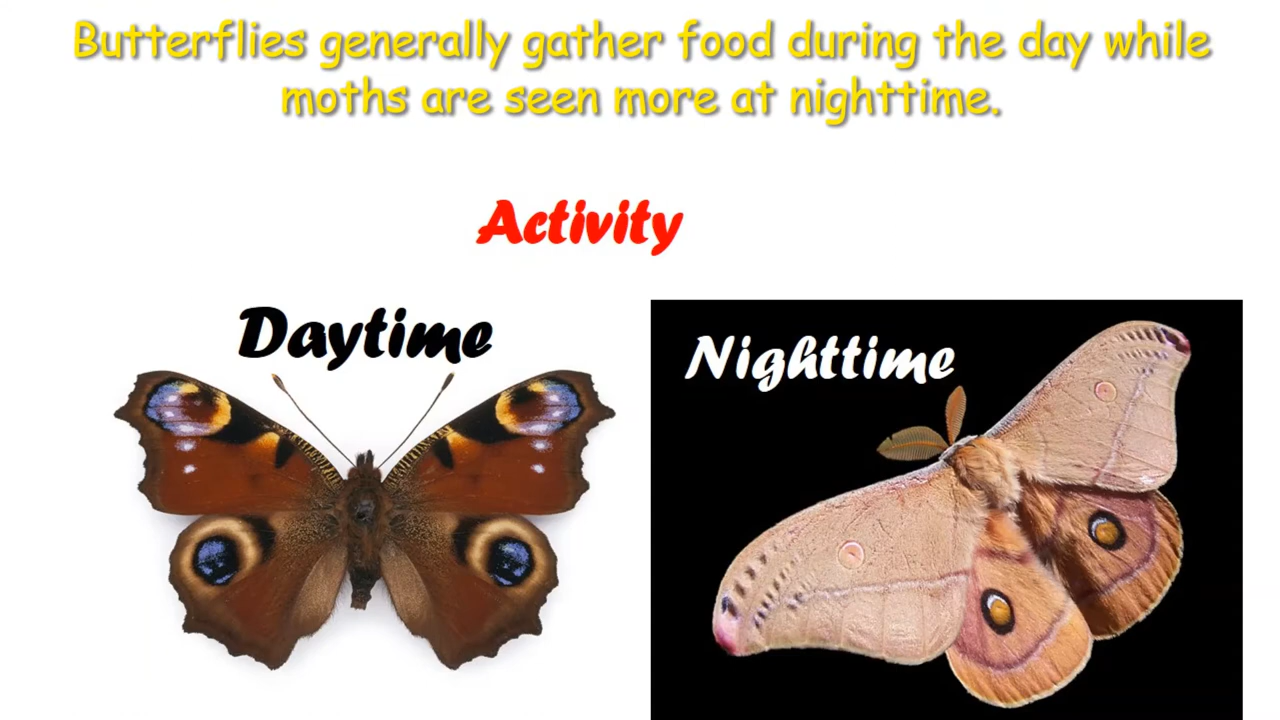 Butterflies generally gather food during the day while
moths are seen more at nighttime.
Activity
Daytime
Nighttime